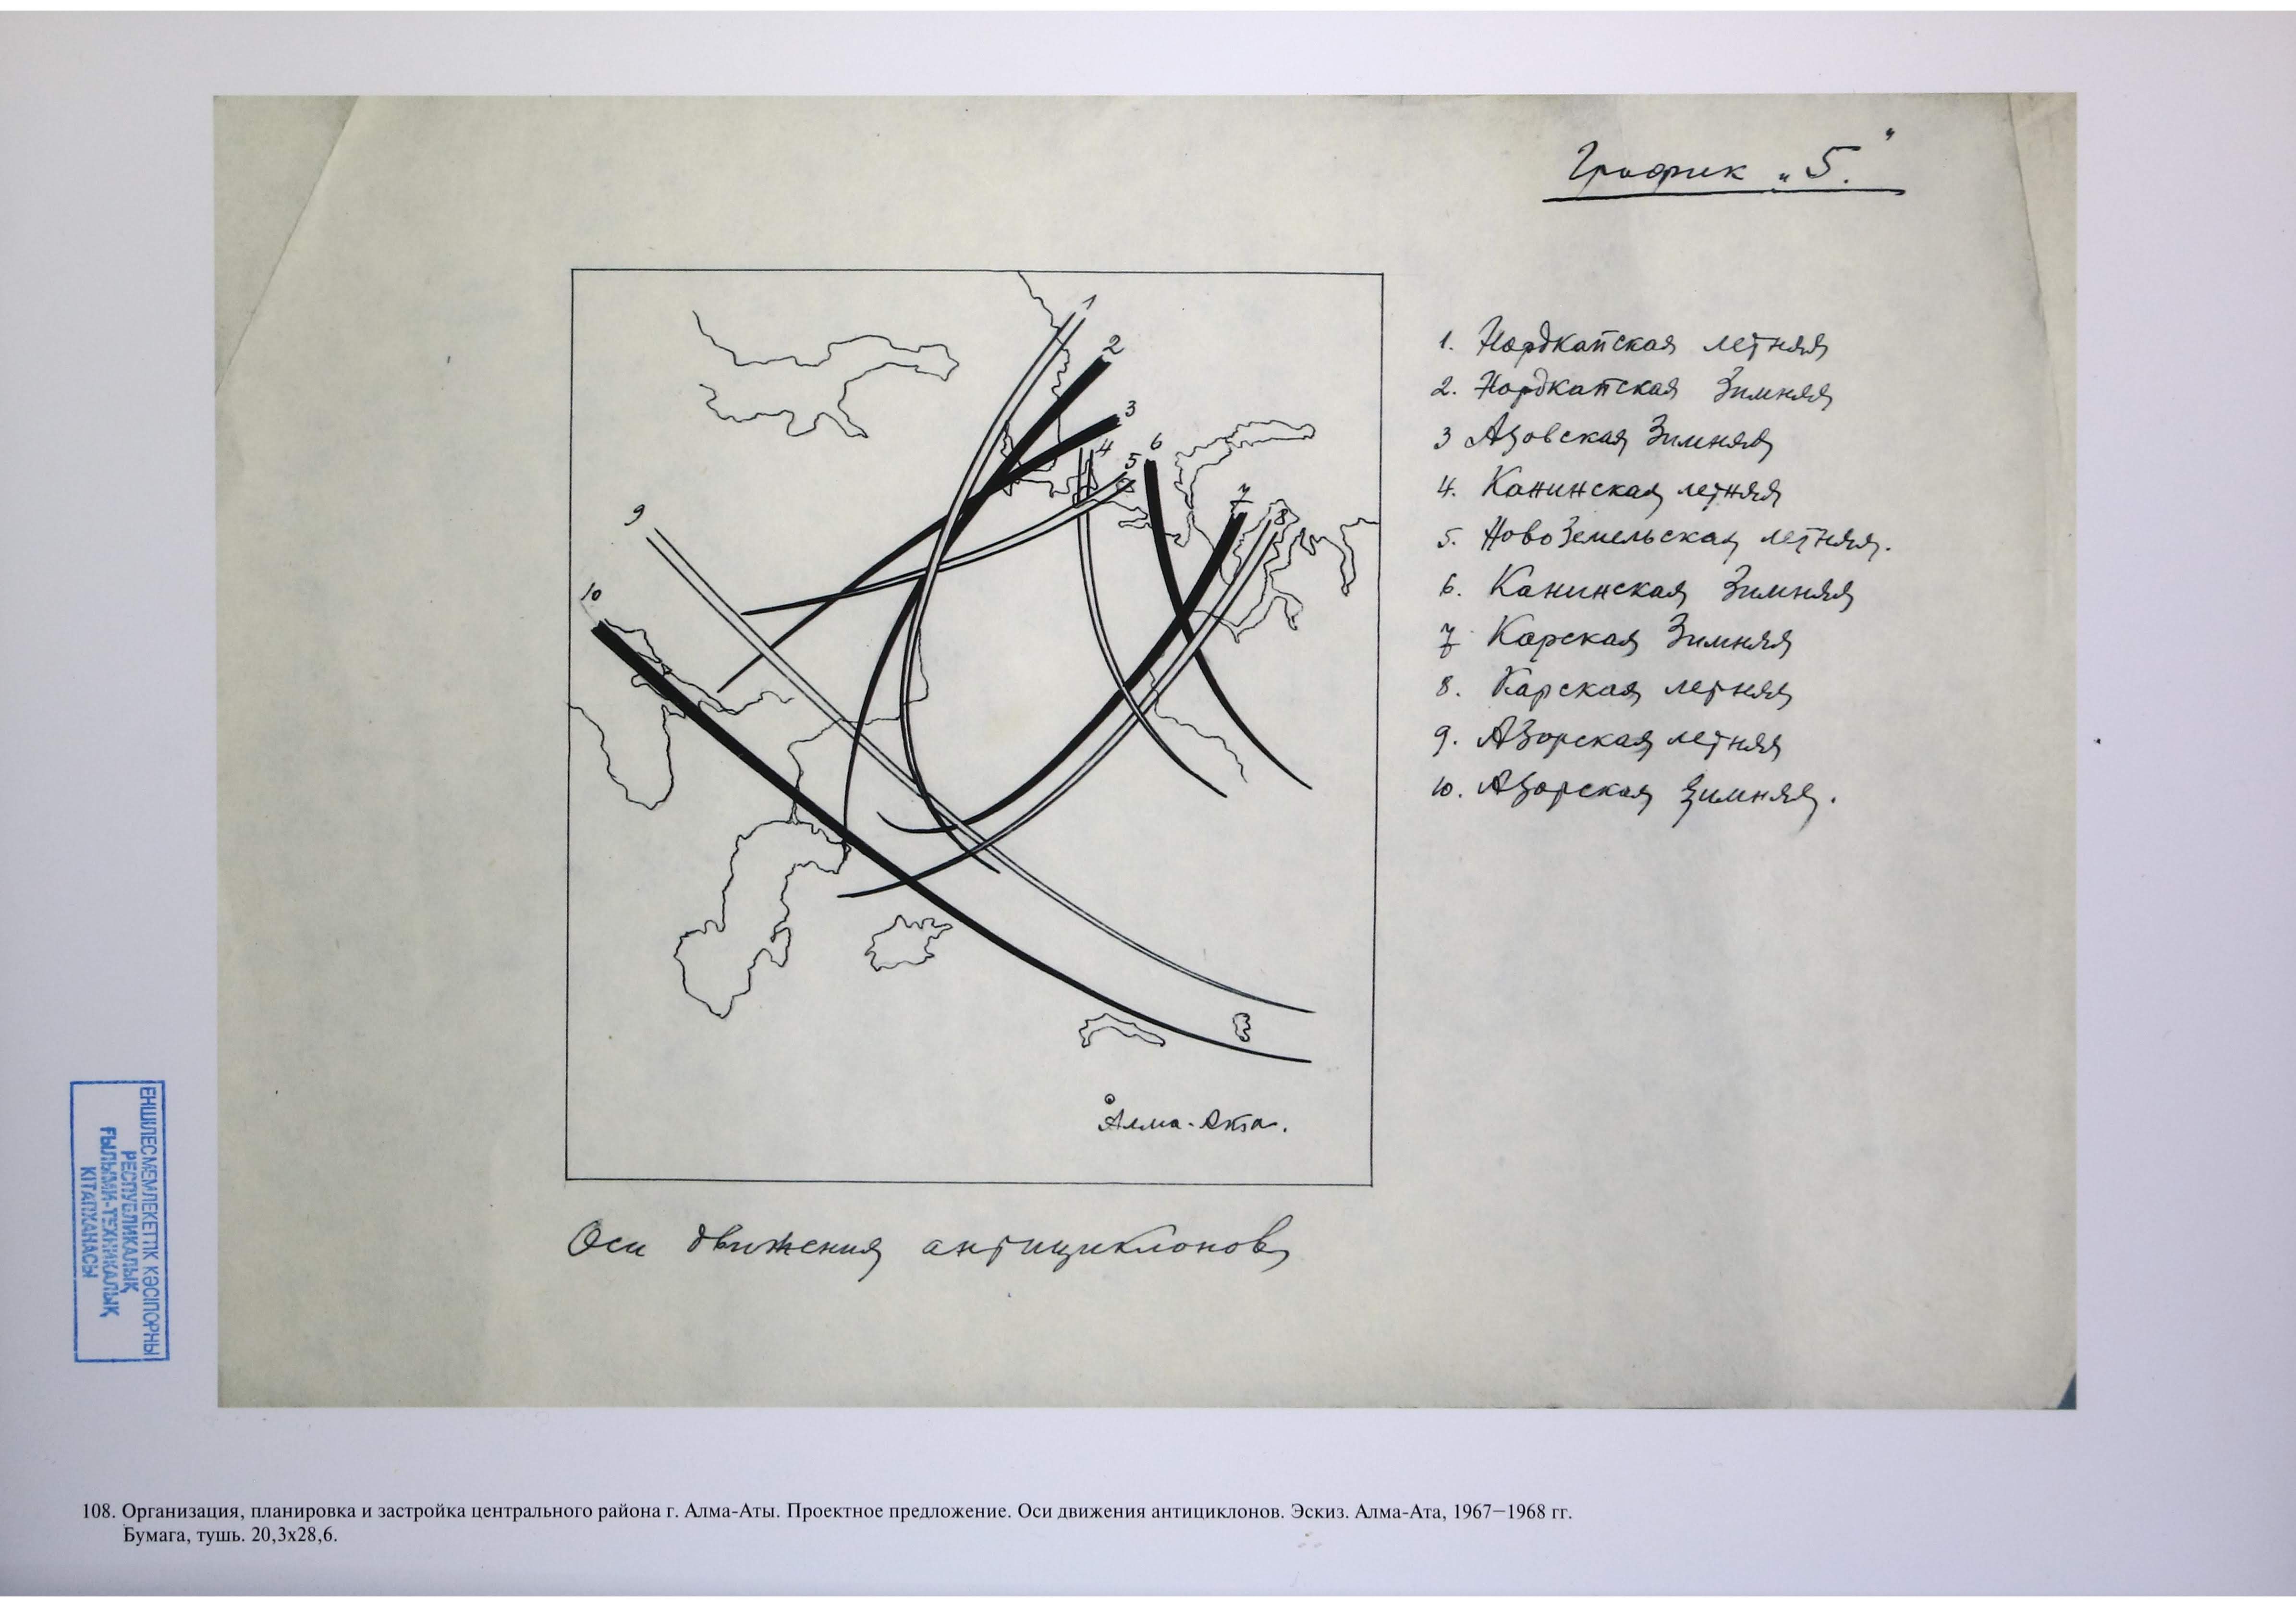 График „5."
1. Нордкапская летняя
2. Нордкапская Зимняя
3 Азовская Зимняя
4. Канинская летняя
5. Новоземельская летняя.
6. Канинская Зимняя
7 Карская Зимняя
8. Карская летняя
9. Азорская летняя
10. Азорская Зимняя.
1
2
3
4
5
6
7
8
9
10
Алма-Ата.
Оси движения антициклонов
ЕНШІЛЕСМЕМЛЕКЕТТІК КӘСІПОРНЫ
РЕСПУБЛИКАЛЫҚ
ҒЫЛЫМИ-ТЕХНИКАЛЫҚ
КІТАПХАНАСЫ
108. Организация, планировка и застройка центрального района г. Алма-Аты. Проектное предложение. Оси движения антициклонов. Эскиз. Алма-Ата, 1967—1968 гг.
Бумага, тушь. 20,3х28,6.